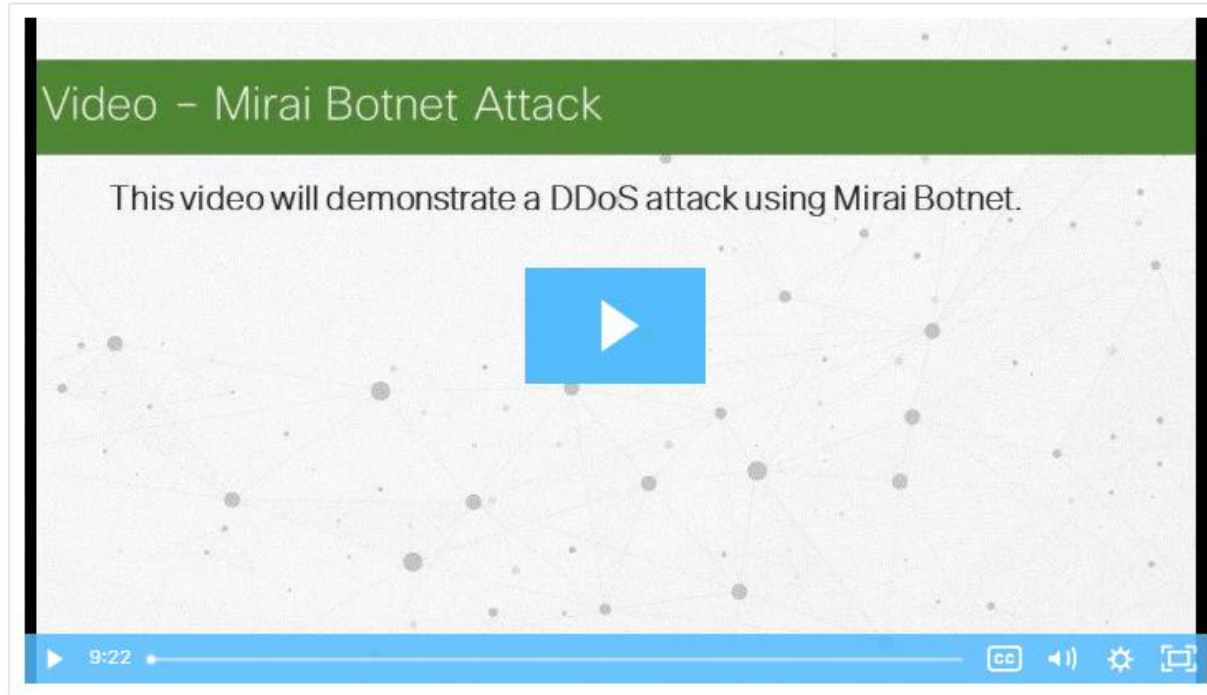 Video – Mirai Botnet Attack
This video will demonstrate a DDoS attack using Mirai Botnet.
9:22
CC